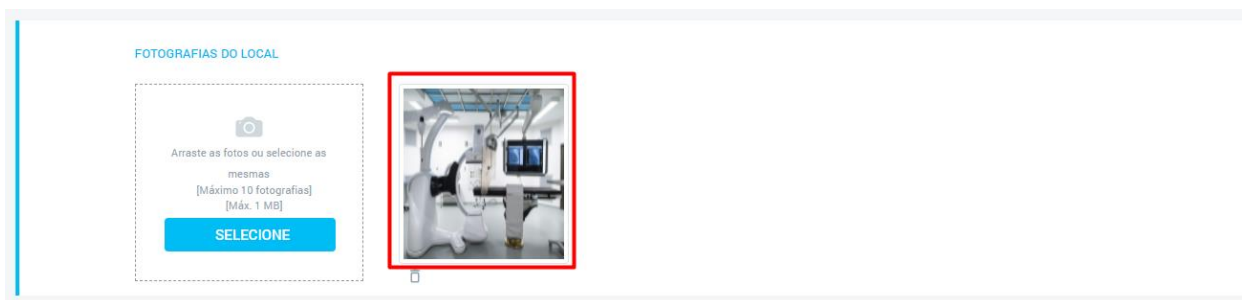 FOTOGRAFIAS DO LOCAL
Arraste as fotos ou selecione as
mesmas
[Máximo 10 fotografias]
[Máx. 1 MB]
SELECIONE